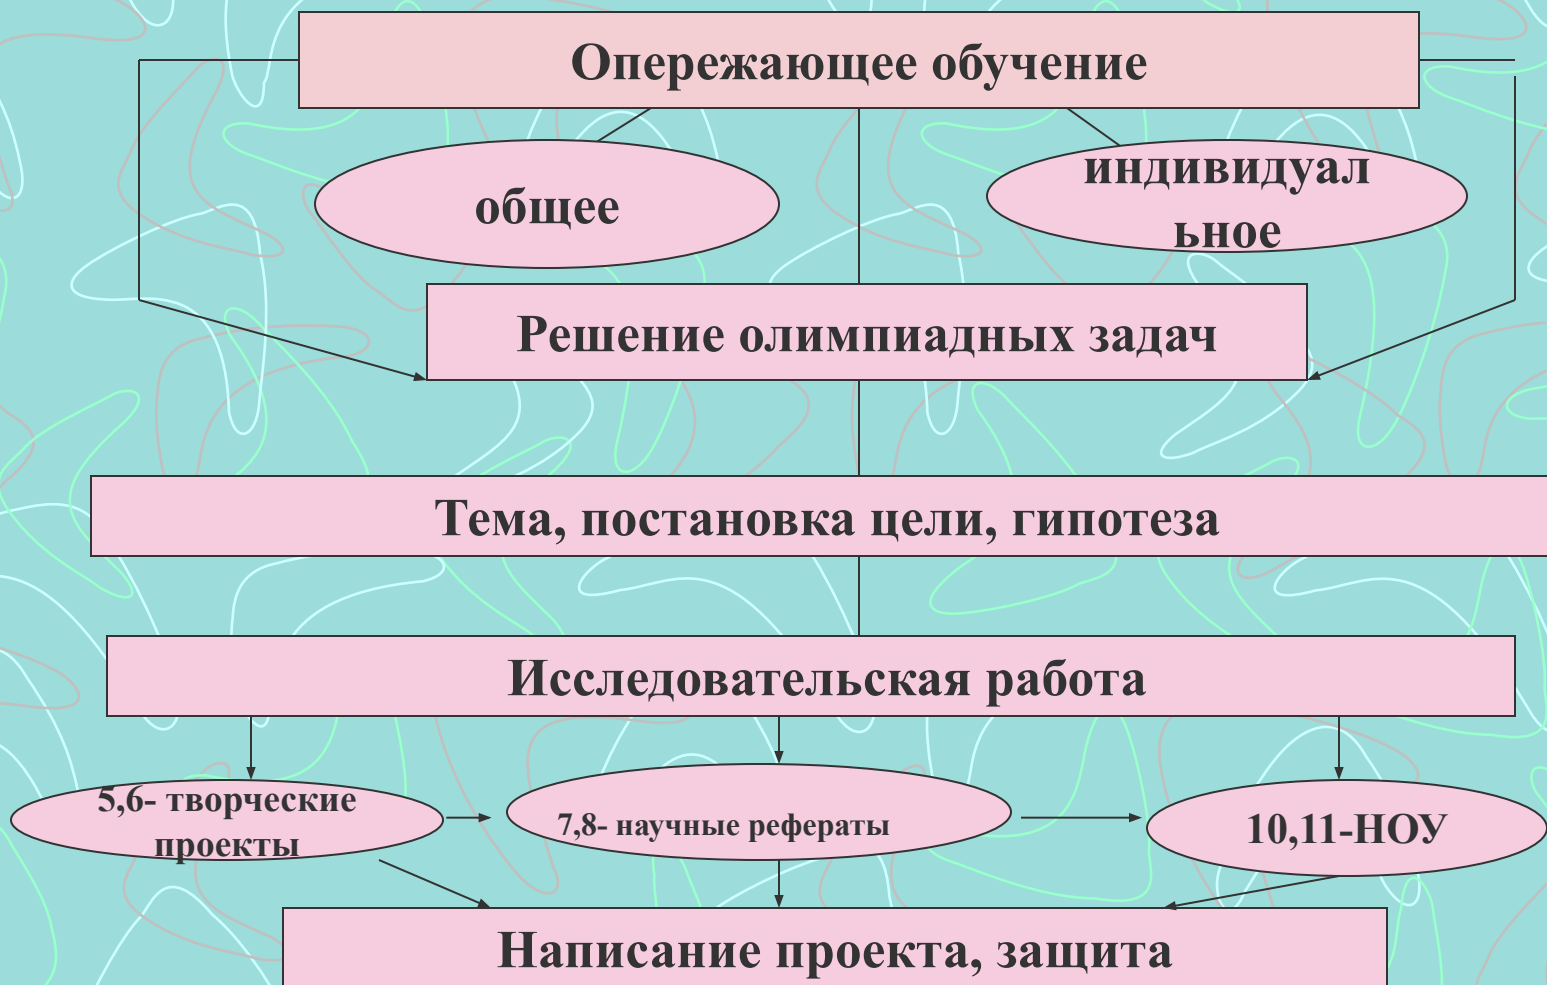 Опережающее обучение
общее
индивидуал
ьное
Решение олимпиадных задач
Тема, постановка цели, гипотеза
Исследовательская работа
5,6- творческие
проекты
7,8- научные рефераты
10,11-НОУ
Написание проекта, защита